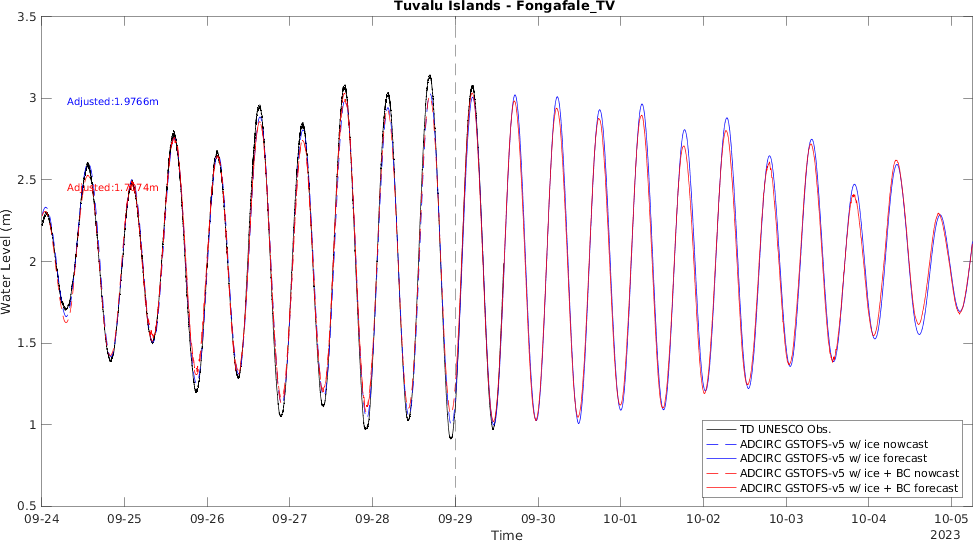 Tuvalu Islands - Fongafale_TV
3.5
3
2.5
2
1.5
1
0.5
Water Level (m)
Adjusted:1.9766m
TD UNESCO Obs.
ADCIRC GSTOFS-v5 w/ ice nowcast
ADCIRC GSTOFS-v5 w/ ice forecast
ADCIRC GSTOFS-v5 w/ ice + BC nowcast
ADCIRC GSTOFS-v5 w/ ice + BC forecast
09-24 09-25 09-26 09-27 09-28 09-29 09-30 10-01 10-02 10-03 10-04 10-05
Time
2023